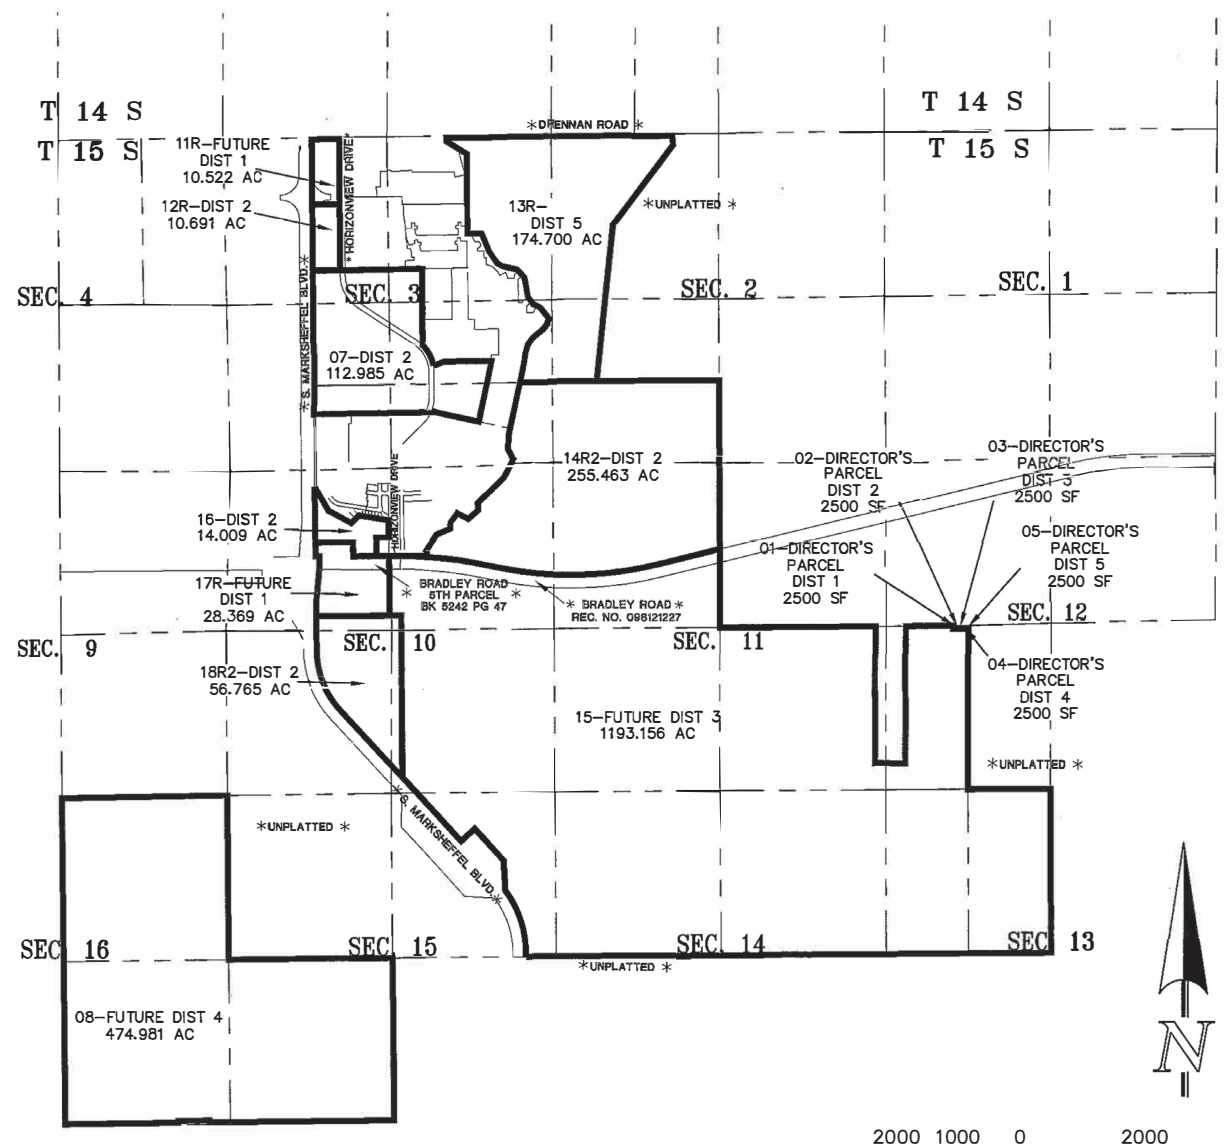 T 14 S
T 14 S
*DRENNAN ROAD*
T 15 S
T 15 S
11R-FUTURE
DIST 1
10.522 AC
*HORIZONVIEW DRIVE*
12R-DIST 2
10.691 AC
13R-
DIST 5
174.700 AC
*UNPLATTED *
SEC. 4
*S. MARKSHEFFEL BLVD.*
SEC. 3
SEC. 2
SEC. 1
07-DIST 2
112.985 AC
14R2-DIST 2
255.463 AC
02-DIRECTOR'S
PARCEL
DIST 2
2500 SF
03-DIRECTOR'S
PARCEL
DIST 3
2500 SF
HORIZONVIEW DRIVE
16-DIST 2
14.009 AC
01-DIRECTOR'S
PARCEL
DIST 1
2500 SF
05-DIRECTOR'S
PARCEL
DIST 5
2500 SF
17R-FUTURE
DIST 1
28.369 AC
* BRADLEY ROAD
5TH PARCEL *
BK 5242 PG 47
* BRADLEY ROAD *
REC. NO. 098121227
SEC. 9
SEC. 10
SEC. 11
SEC. 12
18R2-DIST 2
56.765 AC
04-DIRECTOR'S
PARCEL
DIST 4
2500 SF
15-FUTURE DIST 3
1193.156 AC
*UNPLATTED *
*S. MARKSHEFFEL BLVD.*
*UNPLATTED *
SEC 16
SEC 15
SEC. 14
SEC 13
*UNPLATTED *
08-FUTURE DIST 4
474.981 AC
N
2000 1000 0 2000